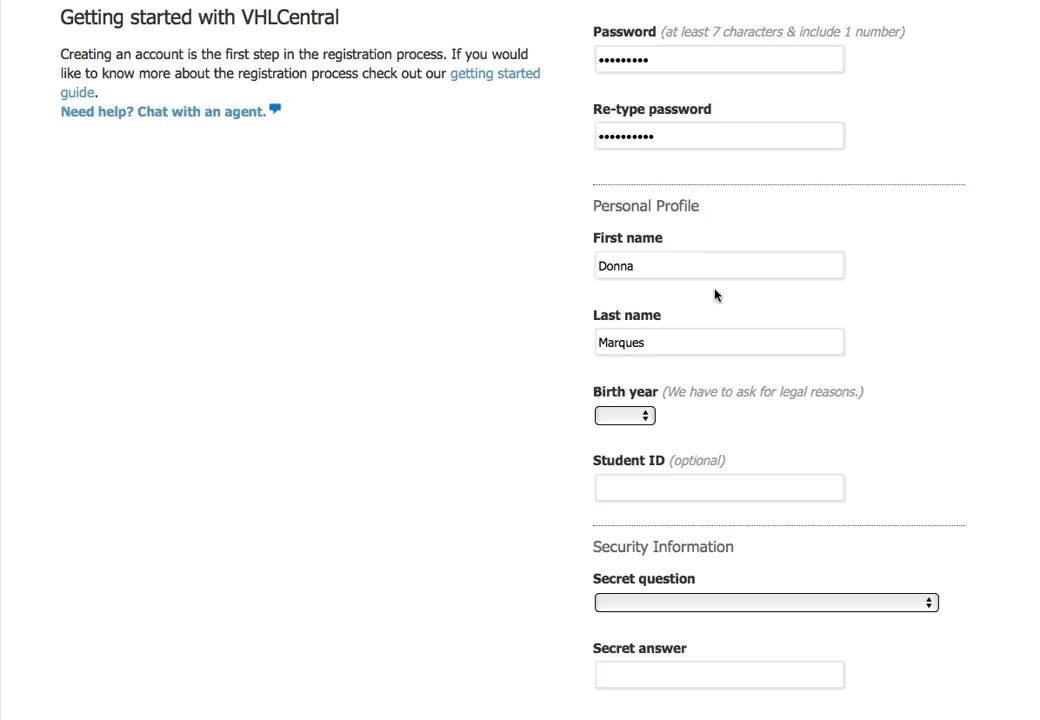 Getting started with VHLCentral
Creating an account is the first step in the registration process. If you would
like to know more about the registration process check out our getting started
guide.
Need help? Chat with an agent.
Password (at least 7 characters & include 1 number)
•••••••••
Re-type password
••••••••••
Personal Profile
First name
Donna
Last name
Marques
Birth year (We have to ask for legal reasons.)
Student ID (optional)
Security Information
Secret question
Secret answer